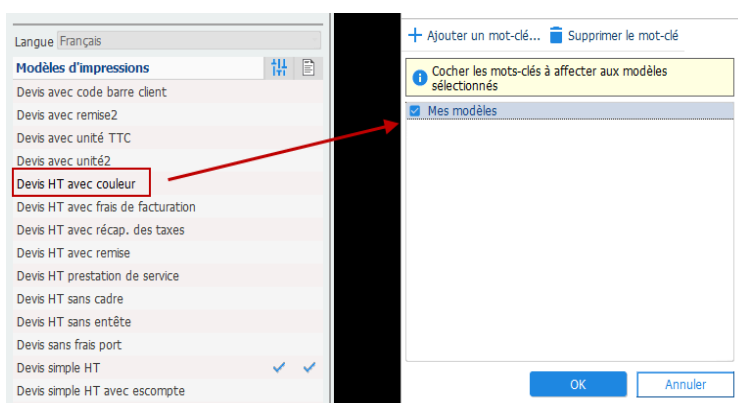 Langue Français
Modèles d'impressions
Devis avec code barre client
Devis avec remise2
Devis avec unité TTC
Devis avec unité2
Devis HT avec couleur
Devis HT avec frais de facturation
Devis HT avec récap. des taxes
Devis HT avec remise
Devis HT prestation de service
Devis HT sans cadre
Devis HT sans entête
Devis sans frais port
Devis simple HT
Devis simple HT avec escompte
Ajouter un mot-clé... Supprimer le mot-clé
Cocher les mots-clés à affecter aux modèles
sélectionnés
Mes modèles
OK Annuler